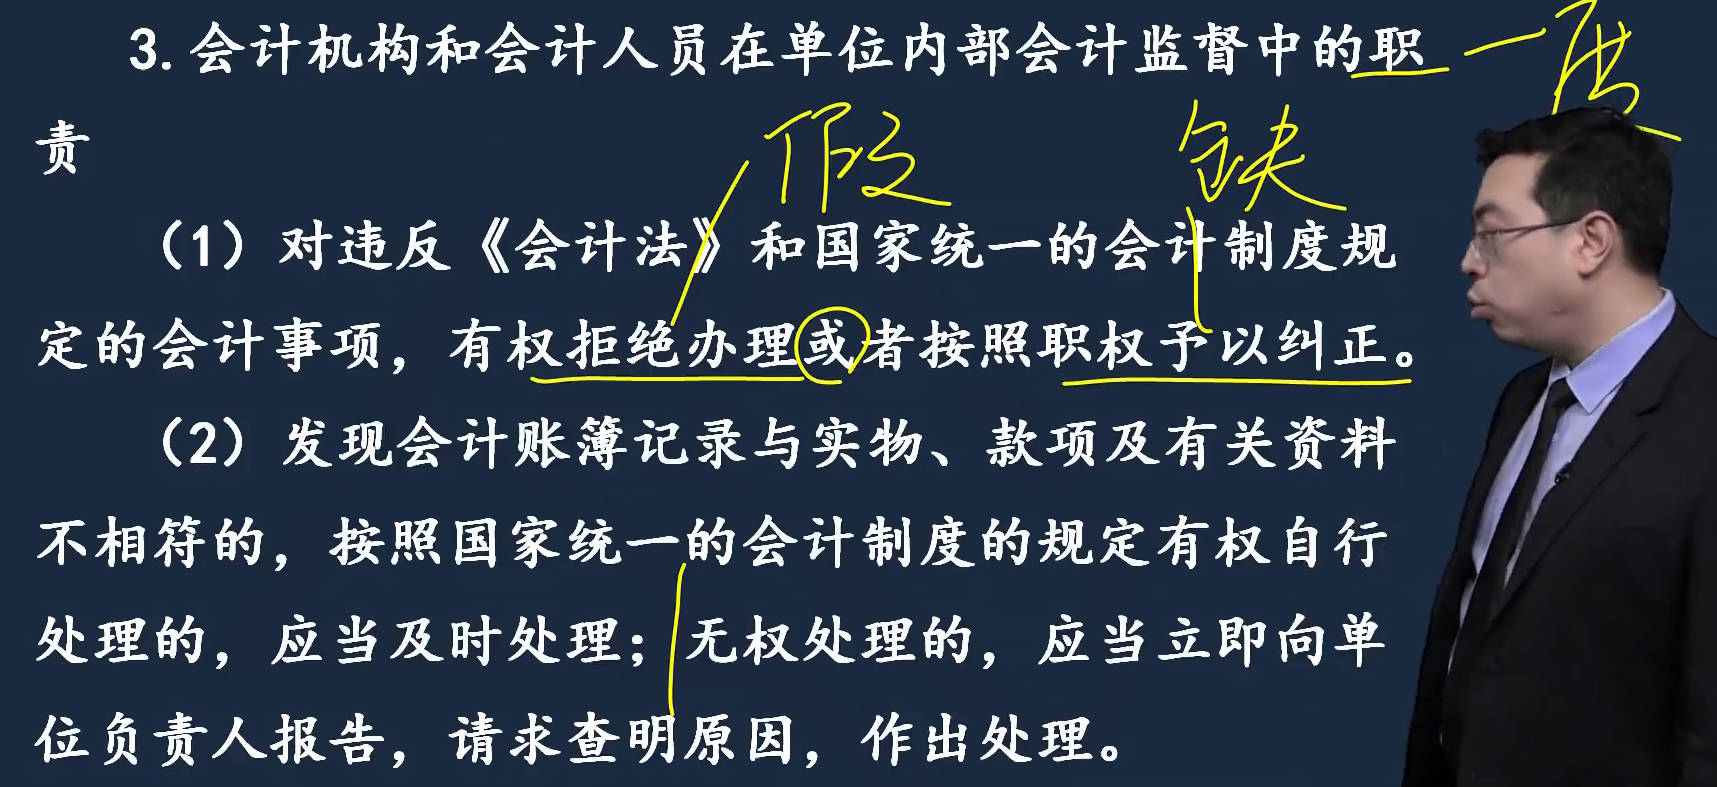 3.会计机构和会计人员在单位内部会计监督中的职
责
假 缺
（1）对违反《会计法》和国家统一的会计制度规
定的会计事项，有权拒绝办理或者按照职权予以纠正。
（2）发现会计账簿记录与实物、款项及有关资料
不相符的，按照国家统一的会计制度的规定有权自行
处理的，应当及时处理；无权处理的，应当立即向单
位负责人报告，请求查明原因，作出处理。